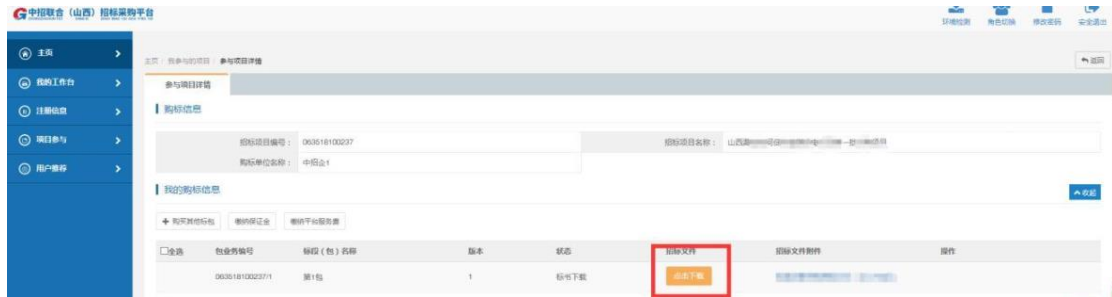 中招联合（山西）招标采购平台
环境检测 角色切换 修改密码 安全退出
主页
主页 / 我参与的项目 / 参与项目详情
返回
我的工作台
参与项目详情
注册信息
购标信息
项目参与
招标项目编号： 063518100237
招标项目名称： 山西
用户推荐
购标单位名称： 中招企1
我的购标信息
收起
购买其他标包 缴纳保证金 缴纳平台服务费
全选 包业务编号 标段（包）名称 版本 状态 招标文件 招标文件附件 操作
063518100237/1 第1包 1 标书下载 点击下载